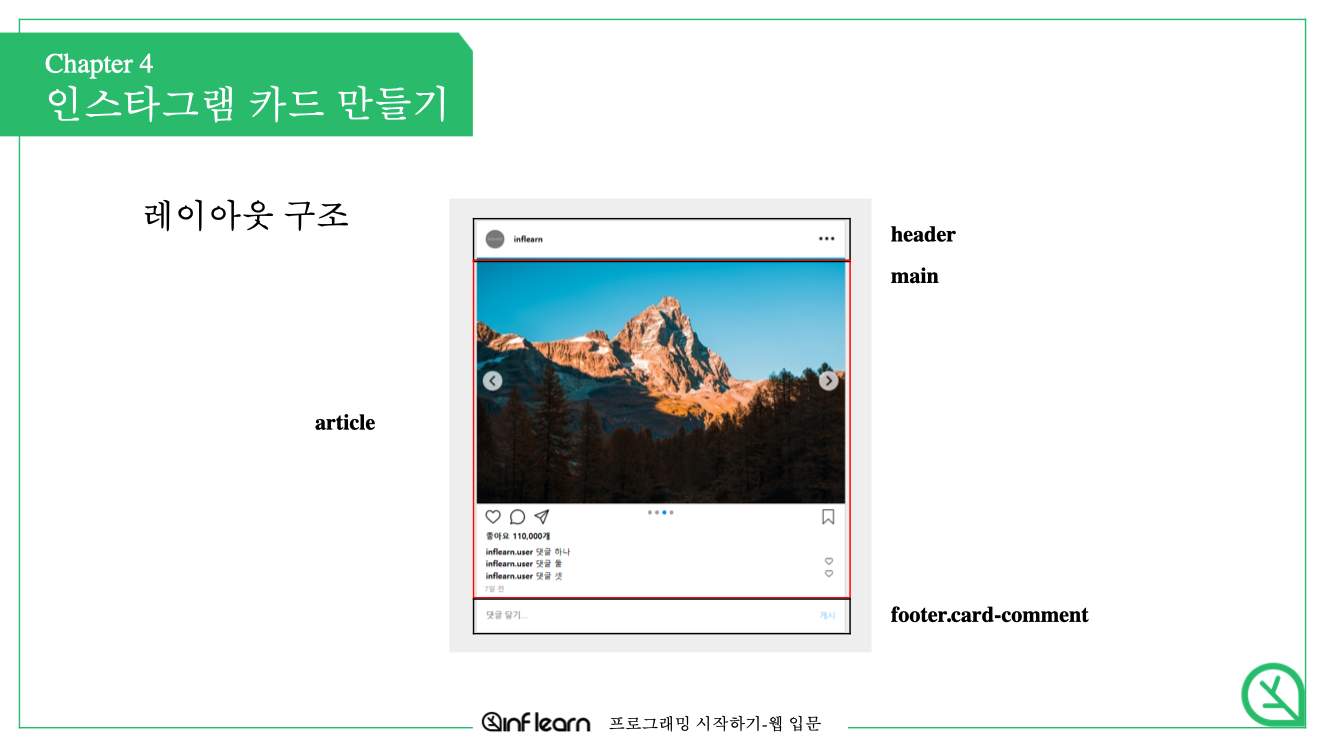 Chapter 4
인스타그램 카드 만들기
레이아웃 구조
inflearn
header
main
article
좋아요 110,000개
inflearn.user 댓글 하나
inflearn.user 댓글 둘
inflearn.user 댓글 셋
7일 전
댓글 달기...
게시
footer.card-comment
inflearn
프로그래밍 시작하기-웹 입문